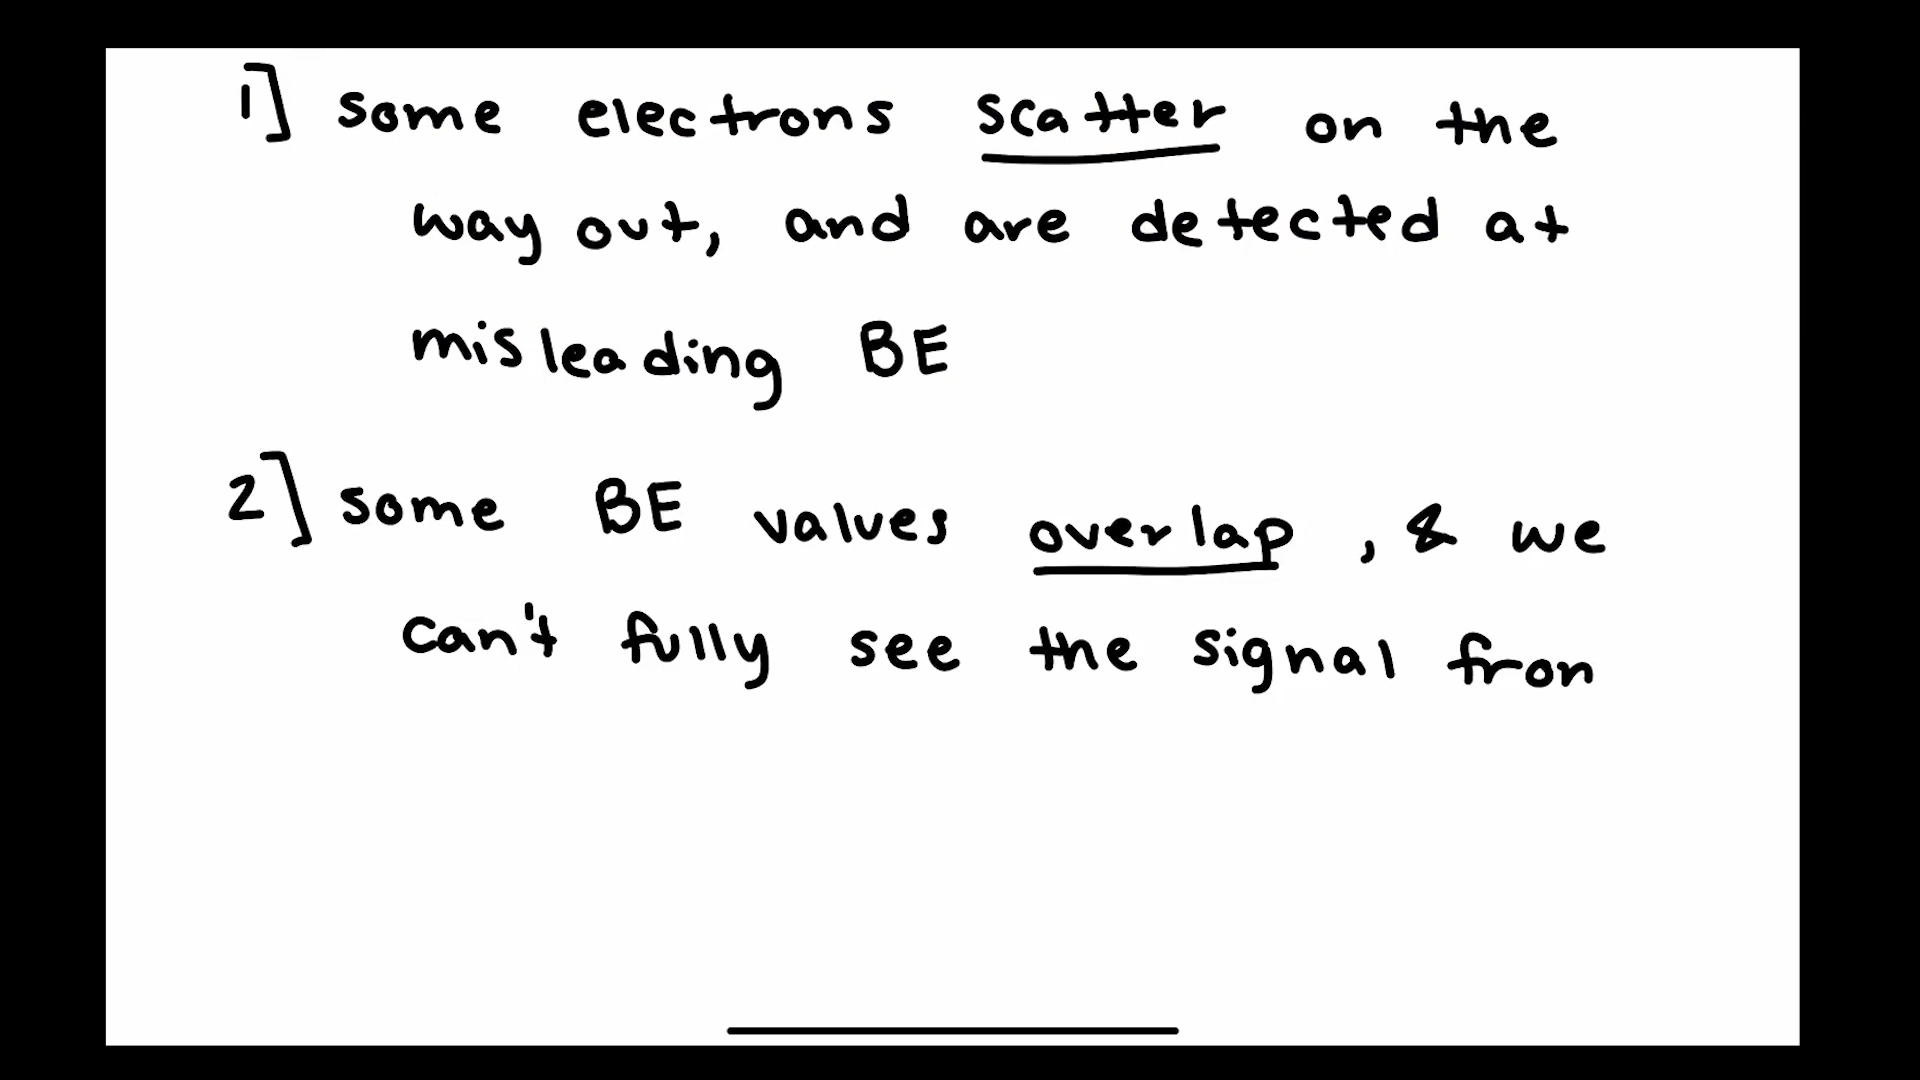 1] some electrons scatter on the
way out, and are detected at
misleading BE
2] some BE values overlap, & we
can't fully see the signal fron